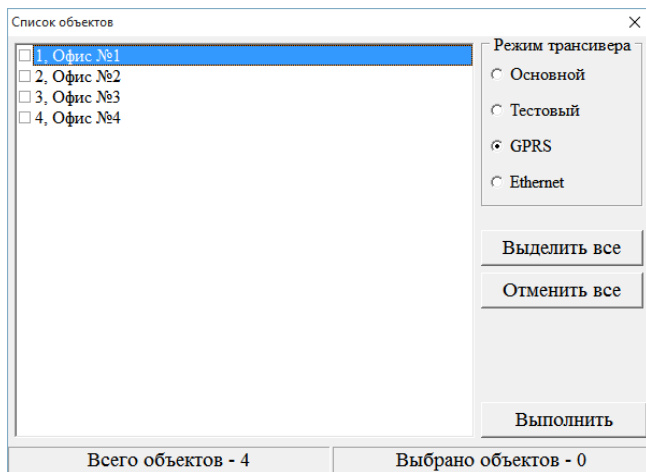 Список объектов
1, Офис №1
2, Офис №2
3, Офис №3
4, Офис №4
Режим трансивера
Основной
Тестовый
GPRS
Ethernet
Выделить все
Отменить все
Выполнить
Всего объектов - 4
Выбрано объектов - 0